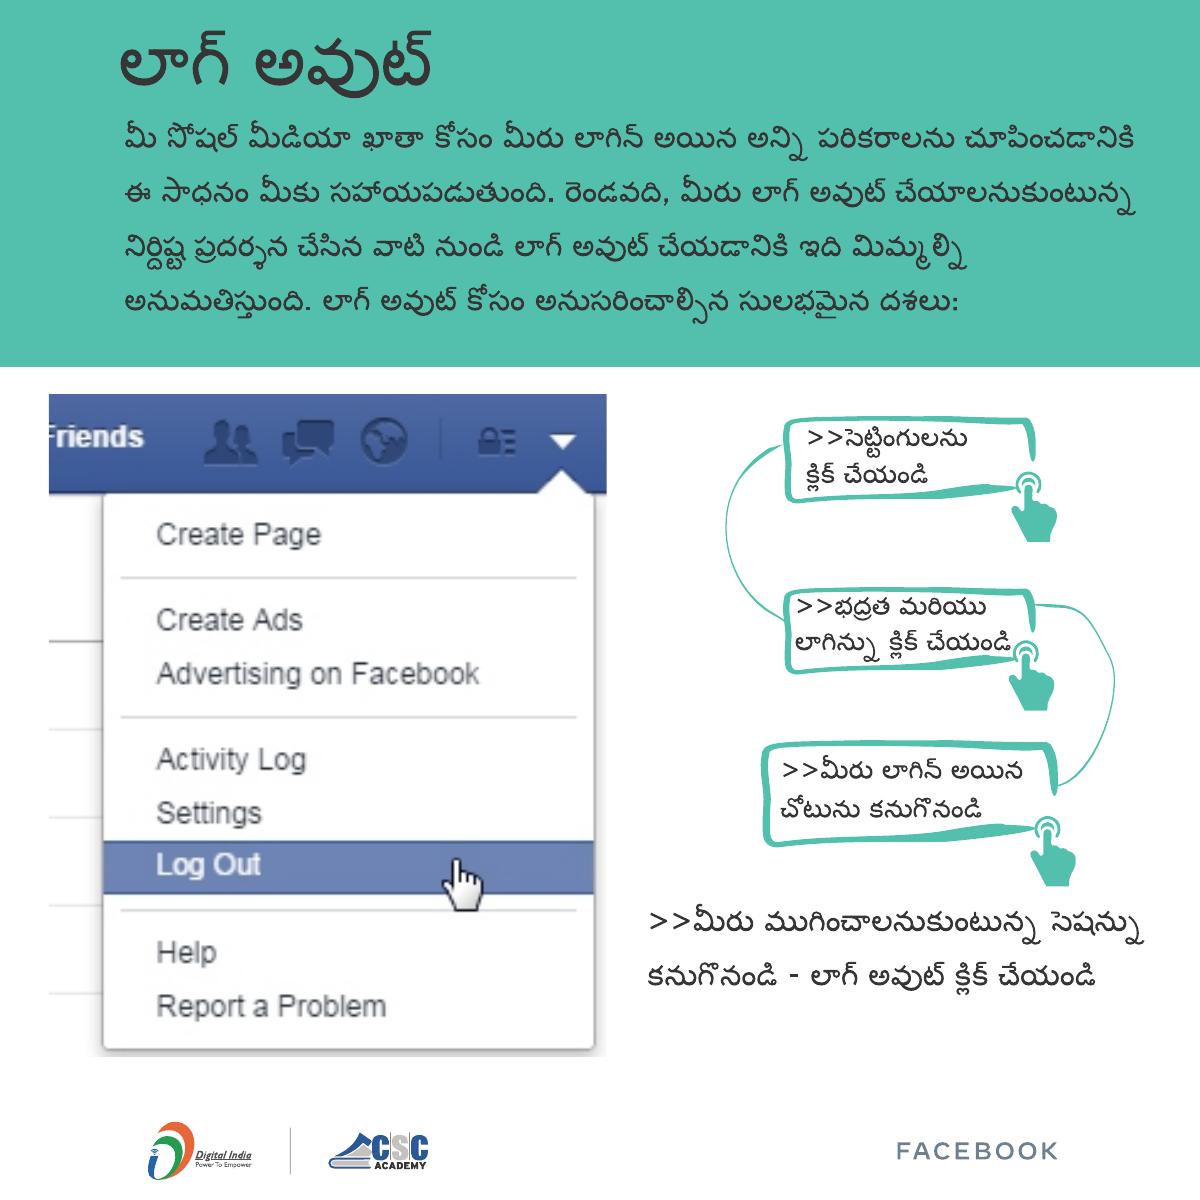 లాగ్ అవుట్
మీ సోషల్ మీడియా ఖాతా కోసం మీరు లాగిన్ అయిన అన్ని పరికరాలను చూపించడానికి
ఈ సాధనం మీకు సహాయపడుతుంది. రెండవది, మీరు లాగ్ అవుట్ చేయాలనుకుంటున్న
నిర్దిష్ట ప్రదర్శన చేసిన వాటి నుండి లాగ్ అవుట్ చేయడానికి ఇది మిమ్మల్ని
అనుమతిస్తుంది. లాగ్ అవుట్ కోసం అనుసరించాల్సిన సులభమైన దశలు:
Friends
Create Page
Create Ads
Advertising on Facebook
Activity Log
Settings
Log Out
Help
Report a Problem
>>సెట్టింగులను
క్లిక్ చేయండి
>>భద్రత మరియు
లాగిన్ను క్లిక్ చేయండి
>>మీరు లాగిన్ అయిన
చోటును కనుగొనండి
>>మీరు ముగించాలనుకుంటున్న సెషన్ను
కనుగొనండి - లాగ్ అవుట్ క్లిక్ చేయండి
Digital India
Power To Empower
CSC
ACADEMY
FACEBOOK